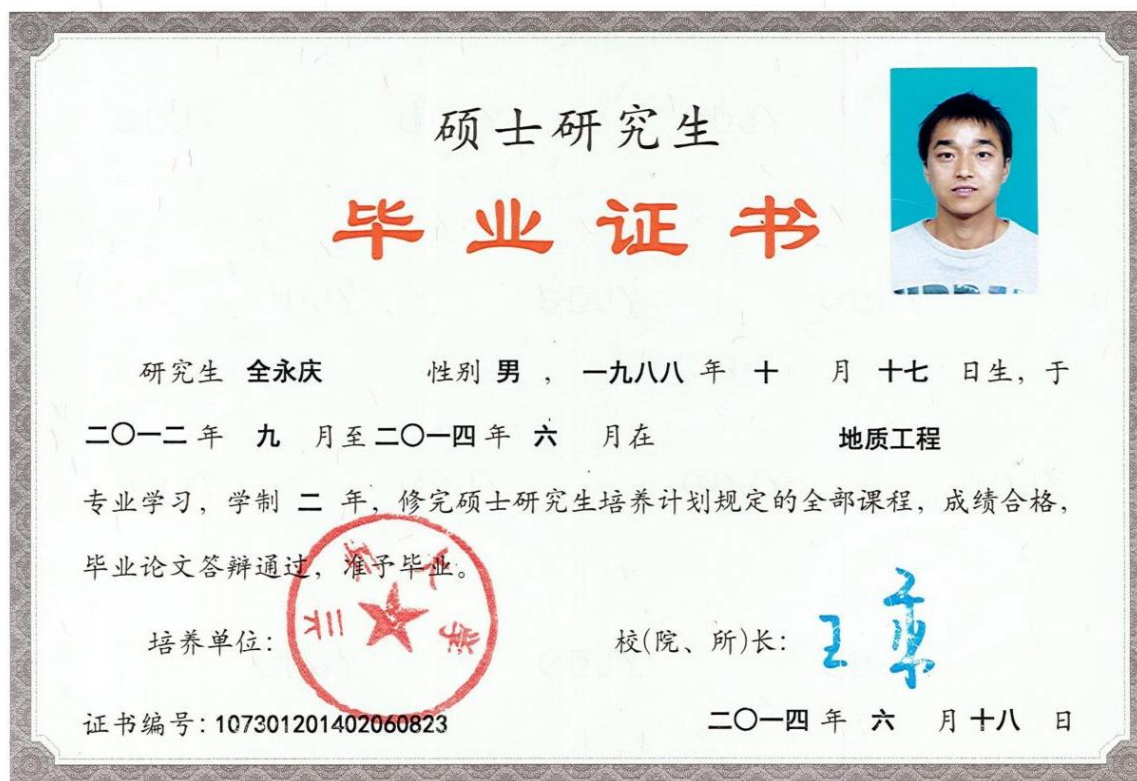 硕士研究生
毕业证书
研究生 全永庆 性别 男 , 一九八八 年 十 月 十七 日生, 于
二〇一二 年 九 月至 二〇一四 年 六 月在 地质工程
专业学习, 学制 二 年, 修完硕士研究生培养计划规定的全部课程, 成绩合格,
毕业论文答辩通过, 准予毕业。
培养单位: 校(院、所)长:
证书编号: 107301201402060823 二〇一四 年 六 月 十八 日